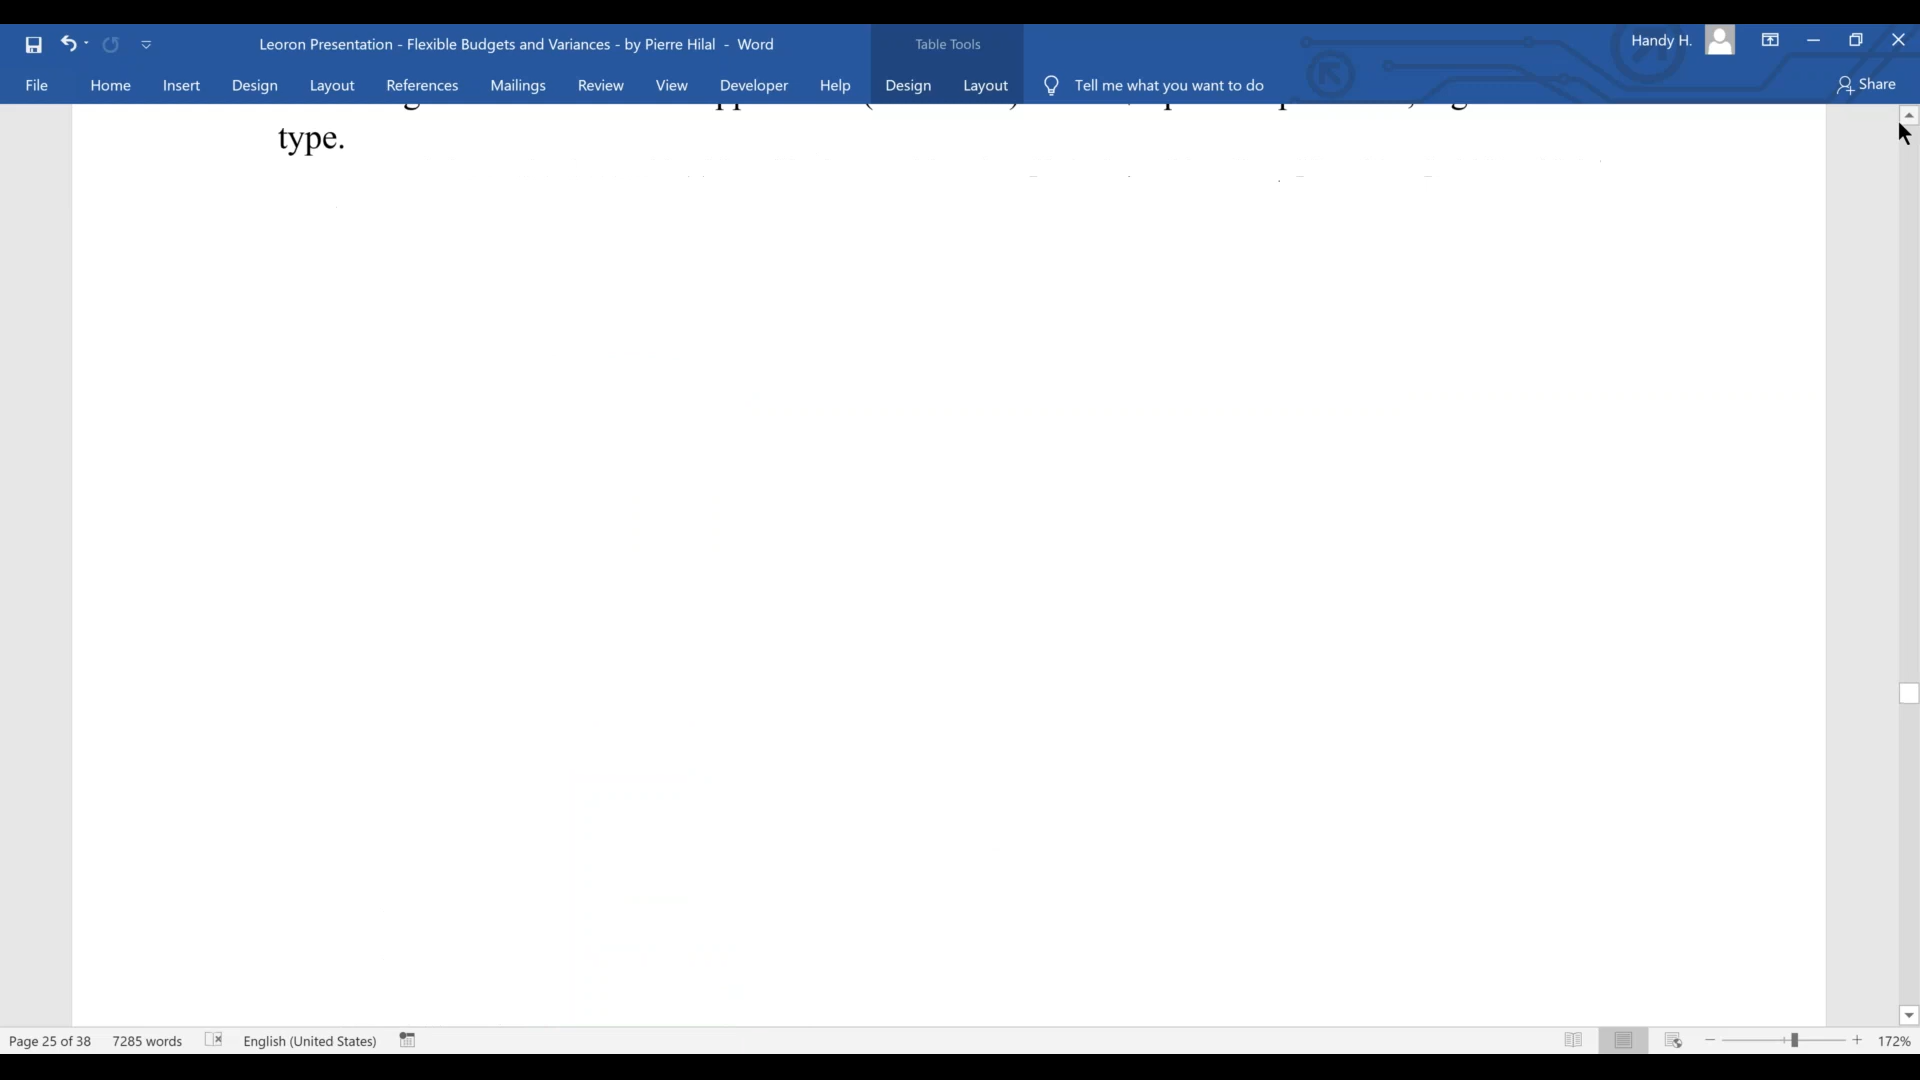 Leoron Presentation - Flexible Budgets and Variances - by Pierre Hilal - Word
Table Tools
Handy H.
File Home Insert Design Layout References Mailings Review View Developer Help Design Layout Tell me what you want to do Share
type.
Page 25 of 38 7285 words English (United States) 172%